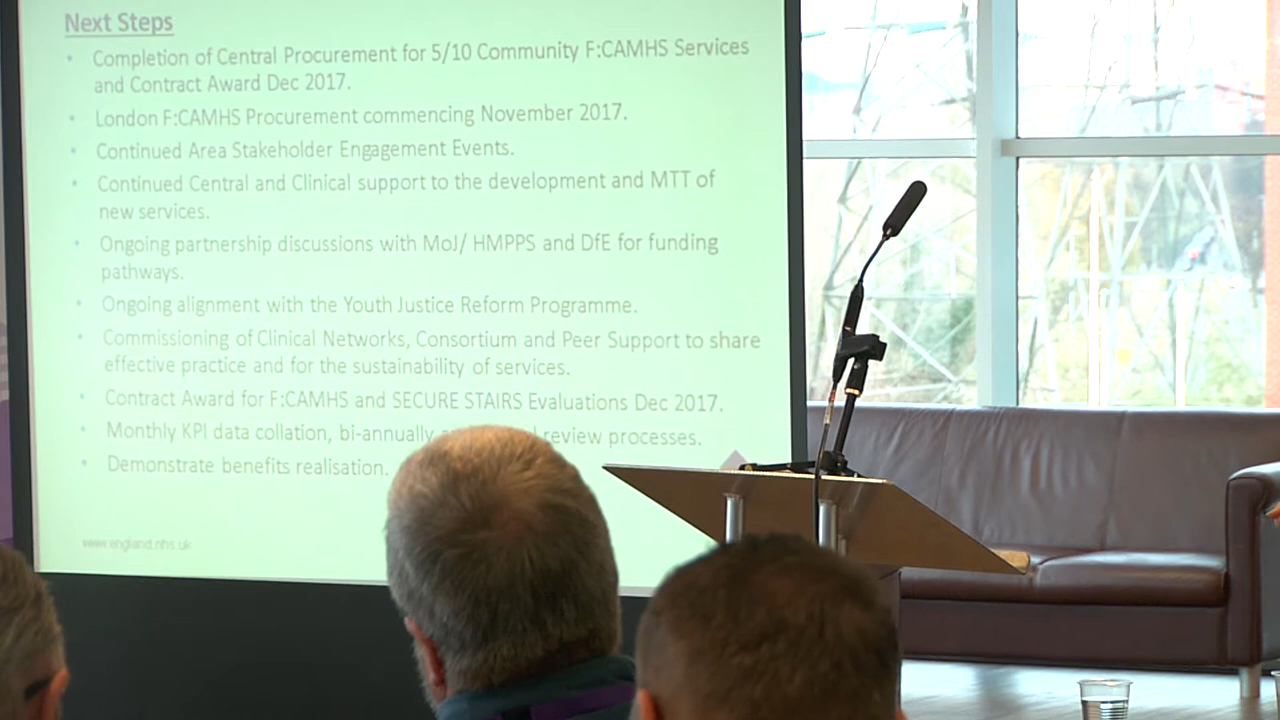 Next Steps
• Completion of Central Procurement for 5/10 Community F:CAMHS Services
and Contract Award Dec 2017.
• London F:CAMHS Procurement commencing November 2017.
• Continued Area Stakeholder Engagement Events.
• Continued Central and Clinical support to the development and MTT of
new services.
• Ongoing partnership discussions with MoJ/ HMPPS and DfE for funding
pathways.
• Ongoing alignment with the Youth Justice Reform Programme.
• Commissioning of Clinical Networks, Consortium and Peer Support to share
effective practice and for the sustainability of services.
• Contract Award for F:CAMHS and SECURE STAIRS Evaluations Dec 2017.
• Monthly KPI data collation, bi-annually review processes.
• Demonstrate benefits realisation.
www.england.nhs.uk